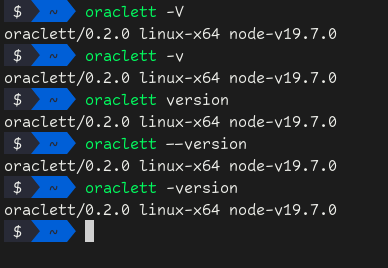 $ ~ oraclett -V
oraclett/0.2.0 linux-x64 node-v19.7.0
$ ~ oraclett -v
oraclett/0.2.0 linux-x64 node-v19.7.0
$ ~ oraclett version
oraclett/0.2.0 linux-x64 node-v19.7.0
$ ~ oraclett --version
oraclett/0.2.0 linux-x64 node-v19.7.0
$ ~ oraclett -version
oraclett/0.2.0 linux-x64 node-v19.7.0
$ ~